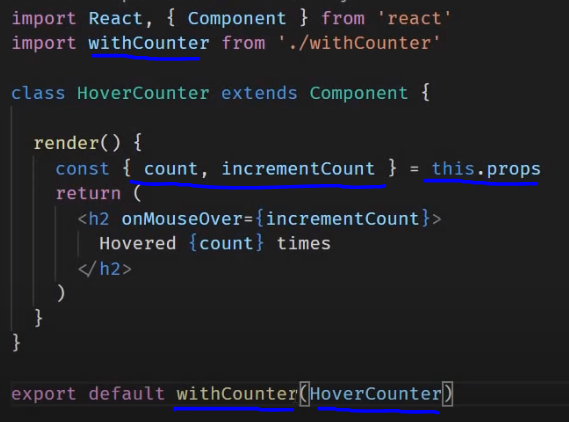 import React, { Component } from 'react'
import withCounter from './withCounter'
class HoverCounter extends Component {
render() {
const { count, incrementCount } = this.props
return (
<h2 onMouseOver={incrementCount}>
Hovered {count} times
</h2>
)
}
}
export default withCounter(HoverCounter)